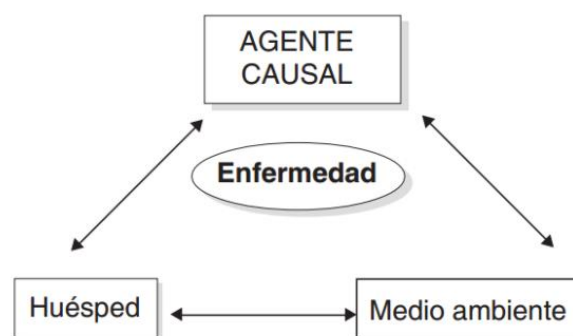 AGENTE
CAUSAL
Enfermedad
Huésped
Medio ambiente